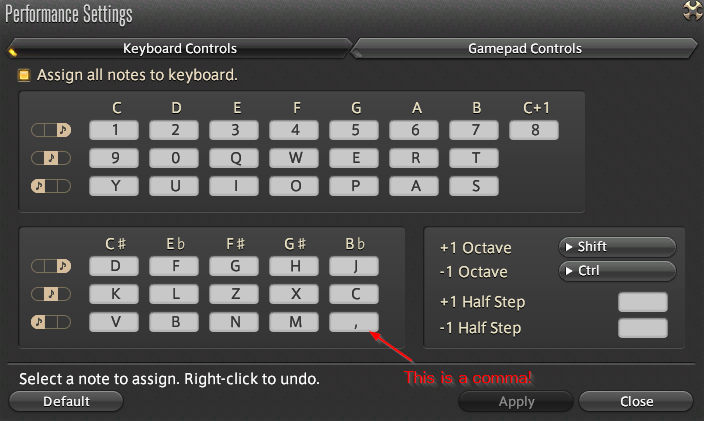 Performance Settings
Keyboard Controls Gamepad Controls
Assign all notes to keyboard.
C D E F G A B C+1
♪ 1 2 3 4 5 6 7 8
♪ 9 0 Q W E R T
♪ Y U I O P A S
C♯ E♭ F♯ G♯ B♭
♪ D F G H J
♪ K L Z X C
♪ V B N M ,
+1 Octave Shift
-1 Octave Ctrl
+1 Half Step
-1 Half Step
This is a comma!
Select a note to assign. Right-click to undo.
Default Apply Close